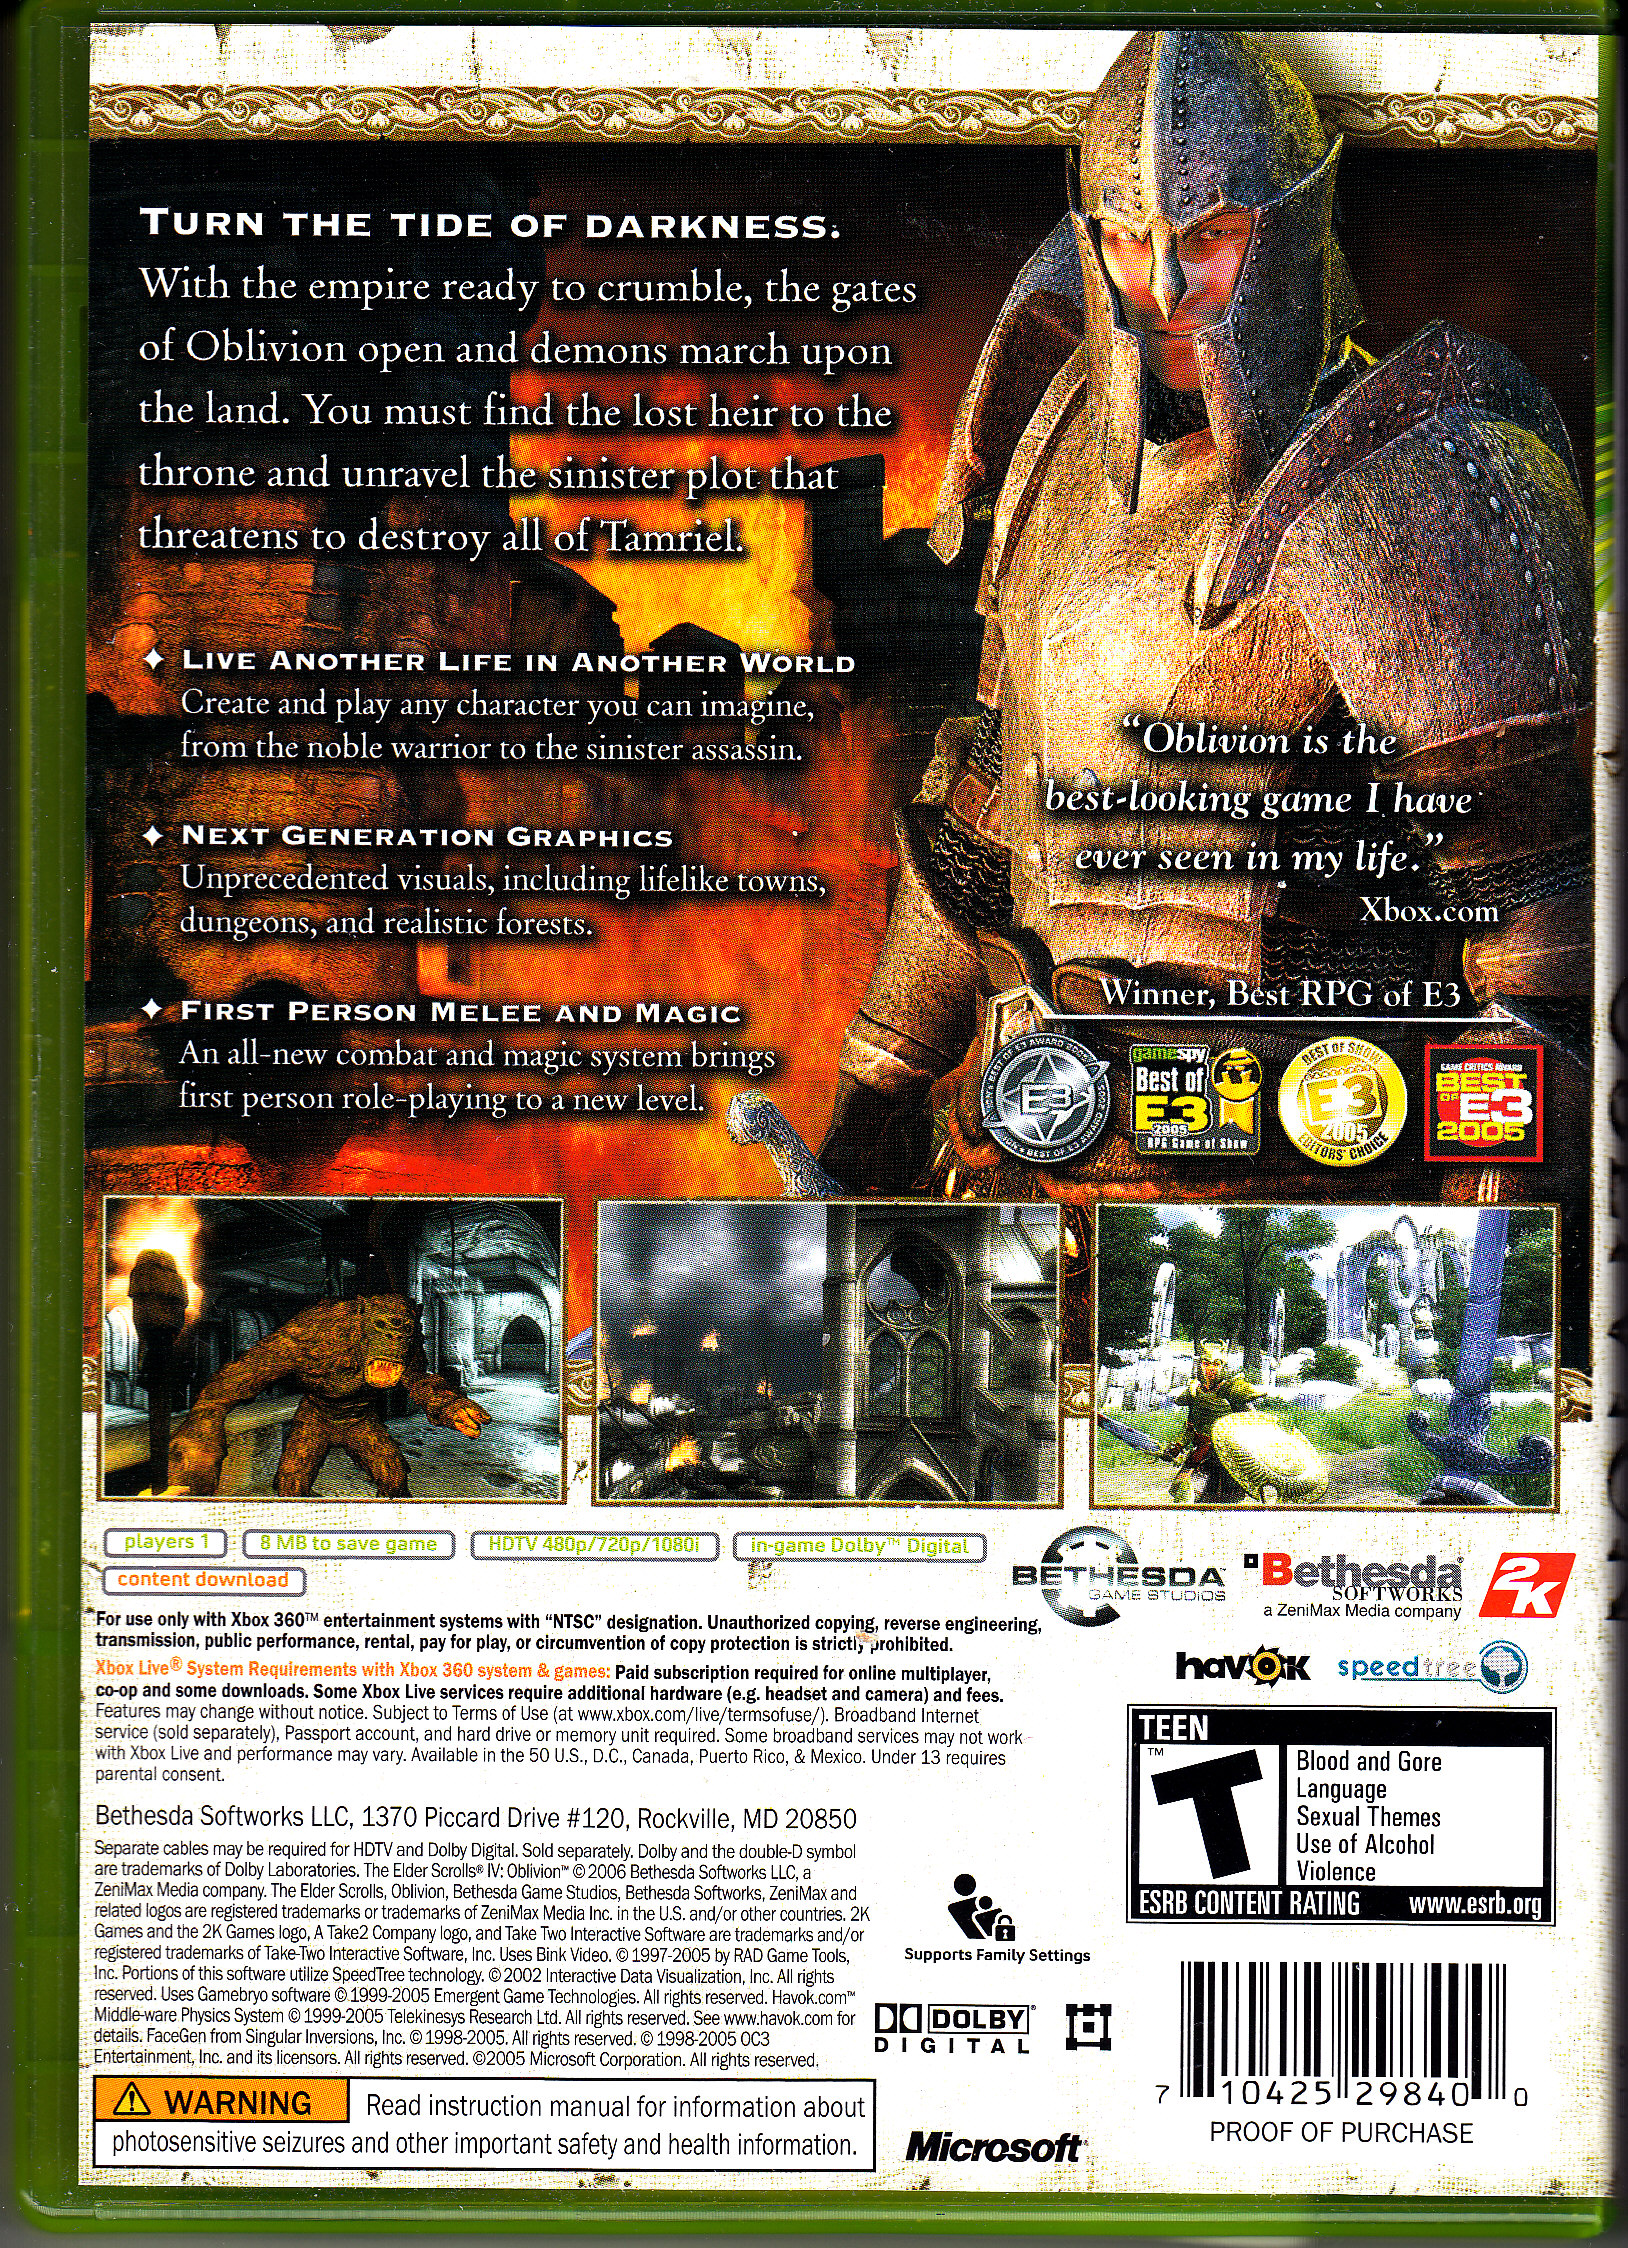 TURN THE TIDE OF DARKNESS.
With the empire ready to crumble, the gates
of Oblivion open and demons march upon
the land. You must find the lost heir to the
throne and unravel the sinister plot that
threatens to destroy all of Tamriel.
LIVE ANOTHER LIFE IN ANOTHER WORLD
Create and play any character you can imagine,
from the noble warrior to the sinister assassin.
NEXT GENERATION GRAPHICS
Unprecedented visuals, including lifelike towns,
dungeons, and realistic forests.
FIRST PERSON MELEE AND MAGIC
An all-new combat and magic system brings
first person role-playing to a new level.
"Oblivion is the
best-looking game I have
ever seen in my life."
Xbox.com
Winner, Best RPG of E3
E3
gamespy
Best of
E3
2005
RPG Game of Show
BEST OF SHOW
E3
2005
EDITORS' CHOICE
GAME CRITICS AWARD
BEST
OF E3
2005
players 1
8 MB to save game
HDTV 480p/720p/1080i
in-game Dolby™ Digital
content download
BETHESDA
GAME STUDIOS
Bethesda
SOFTWORKS
a ZeniMax Media company
2K
For use only with Xbox 360™ entertainment systems with "NTSC" designation. Unauthorized copying, reverse engineering,
transmission, public performance, rental, pay for play, or circumvention of copy protection is strictly prohibited.
Xbox Live® System Requirements with Xbox 360 system & games: Paid subscription required for online multiplayer,
co-op and some downloads. Some Xbox Live services require additional hardware (e.g. headset and camera) and fees.
Features may change without notice. Subject to Terms of Use (at www.xbox.com/live/termsofuse/). Broadband Internet
service (sold separately), Passport account, and hard drive or memory unit required. Some broadband services may not work
with Xbox Live and performance may vary. Available in the 50 U.S., D.C., Canada, Puerto Rico, & Mexico. Under 13 requires
parental consent.
havok
speedtree
Bethesda Softworks LLC, 1370 Piccard Drive #120, Rockville, MD 20850
Separate cables may be required for HDTV and Dolby Digital. Sold separately. Dolby and the double-D symbol
are trademarks of Dolby Laboratories. The Elder Scrolls® IV: Oblivion™ © 2006 Bethesda Softworks LLC, a
ZeniMax Media company. The Elder Scrolls, Oblivion, Bethesda Game Studios, Bethesda Softworks, ZeniMax and
related logos are registered trademarks or trademarks of ZeniMax Media Inc. in the U.S. and/or other countries. 2K
Games and the 2K Games logo, A Take2 Company logo, and Take Two Interactive Software are trademarks and/or
registered trademarks of Take-Two Interactive Software, Inc. Uses Bink Video. © 1997-2005 by RAD Game Tools,
Inc. Portions of this software utilize SpeedTree technology. © 2002 Interactive Data Visualization, Inc. All rights
reserved. Uses Gamebryo software © 1999-2005 Emergent Game Technologies. All rights reserved. Havok.com™
Middle-ware Physics System © 1999-2005 Telekinesys Research Ltd. All rights reserved. See www.havok.com for
details. FaceGen from Singular Inversions, Inc. © 1998-2005. All rights reserved. © 1998-2005 OC3
Entertainment, Inc. and its licensors. All rights reserved. ©2005 Microsoft Corporation. All rights reserved.
WARNING Read instruction manual for information about
photosensitive seizures and other important safety and health information.
Supports Family Settings
DOLBY
DIGITAL
Microsoft
TEEN
T
™
Blood and Gore
Language
Sexual Themes
Use of Alcohol
Violence
ESRB CONTENT RATING www.esrb.org
7 10425 29840 0
PROOF OF PURCHASE